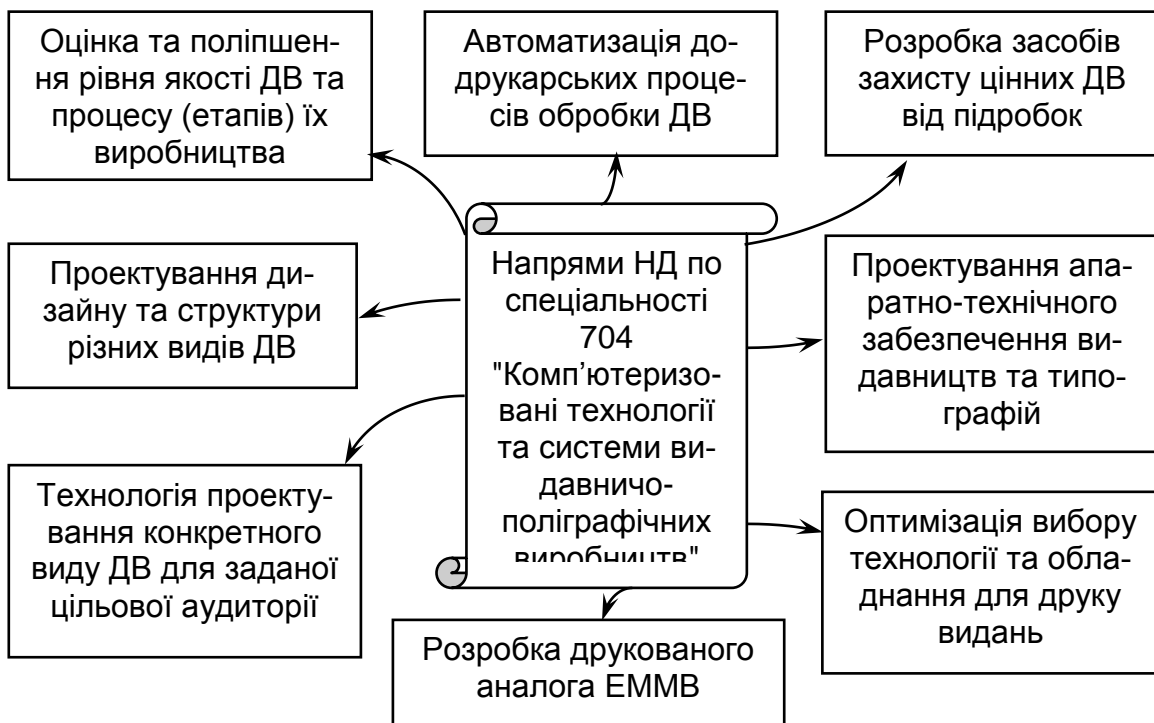 Оцінка та поліпшен-
ня рівня якості ДВ та
процесу (етапів) їх
виробництва
Автоматизація до-
друкарських проце-
сів обробки ДВ
Розробка засобів
захисту цінних ДВ
від підробок
Проектування ди-
зайну та структури
різних видів ДВ
Напрями НД по
спеціальності
704
"Комп’ютеризо-
вані технології
та системи ви-
давничо-
поліграфічних
виробництв"
Проектування апа-
ратно-технічного
забезпечення ви-
давництв та типо-
графій
Технологія проекту-
вання конкретного
виду ДВ для заданої
цільової аудиторії
Оптимізація вибору
технології та обла-
днання для друку
видань
Розробка друкованого
аналога ЕММВ